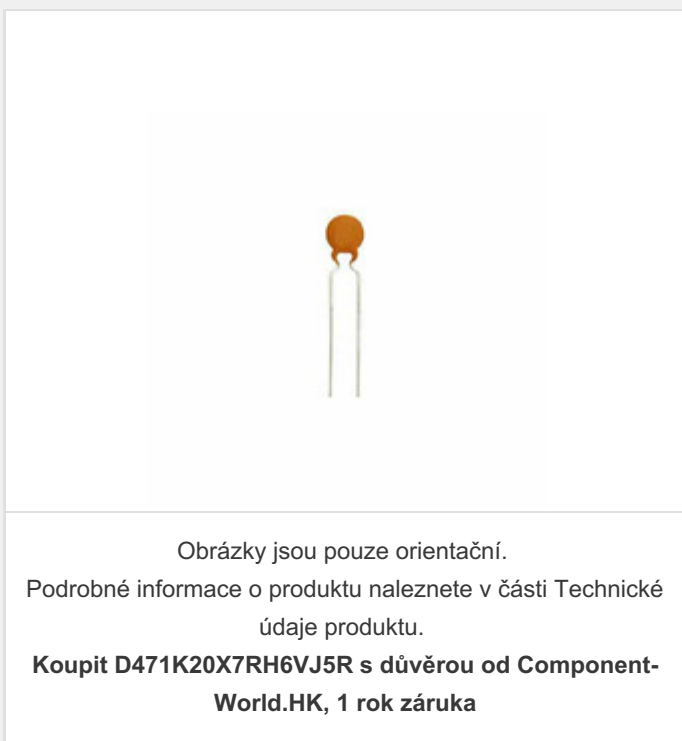 Obrázky jsou pouze orientační.
Podrobné informace o produktu naleznete v části Technické
údaje produktu.
Koupit D471K20X7RH6VJ5R s důvěrou od Component-
World.HK, 1 rok záruka